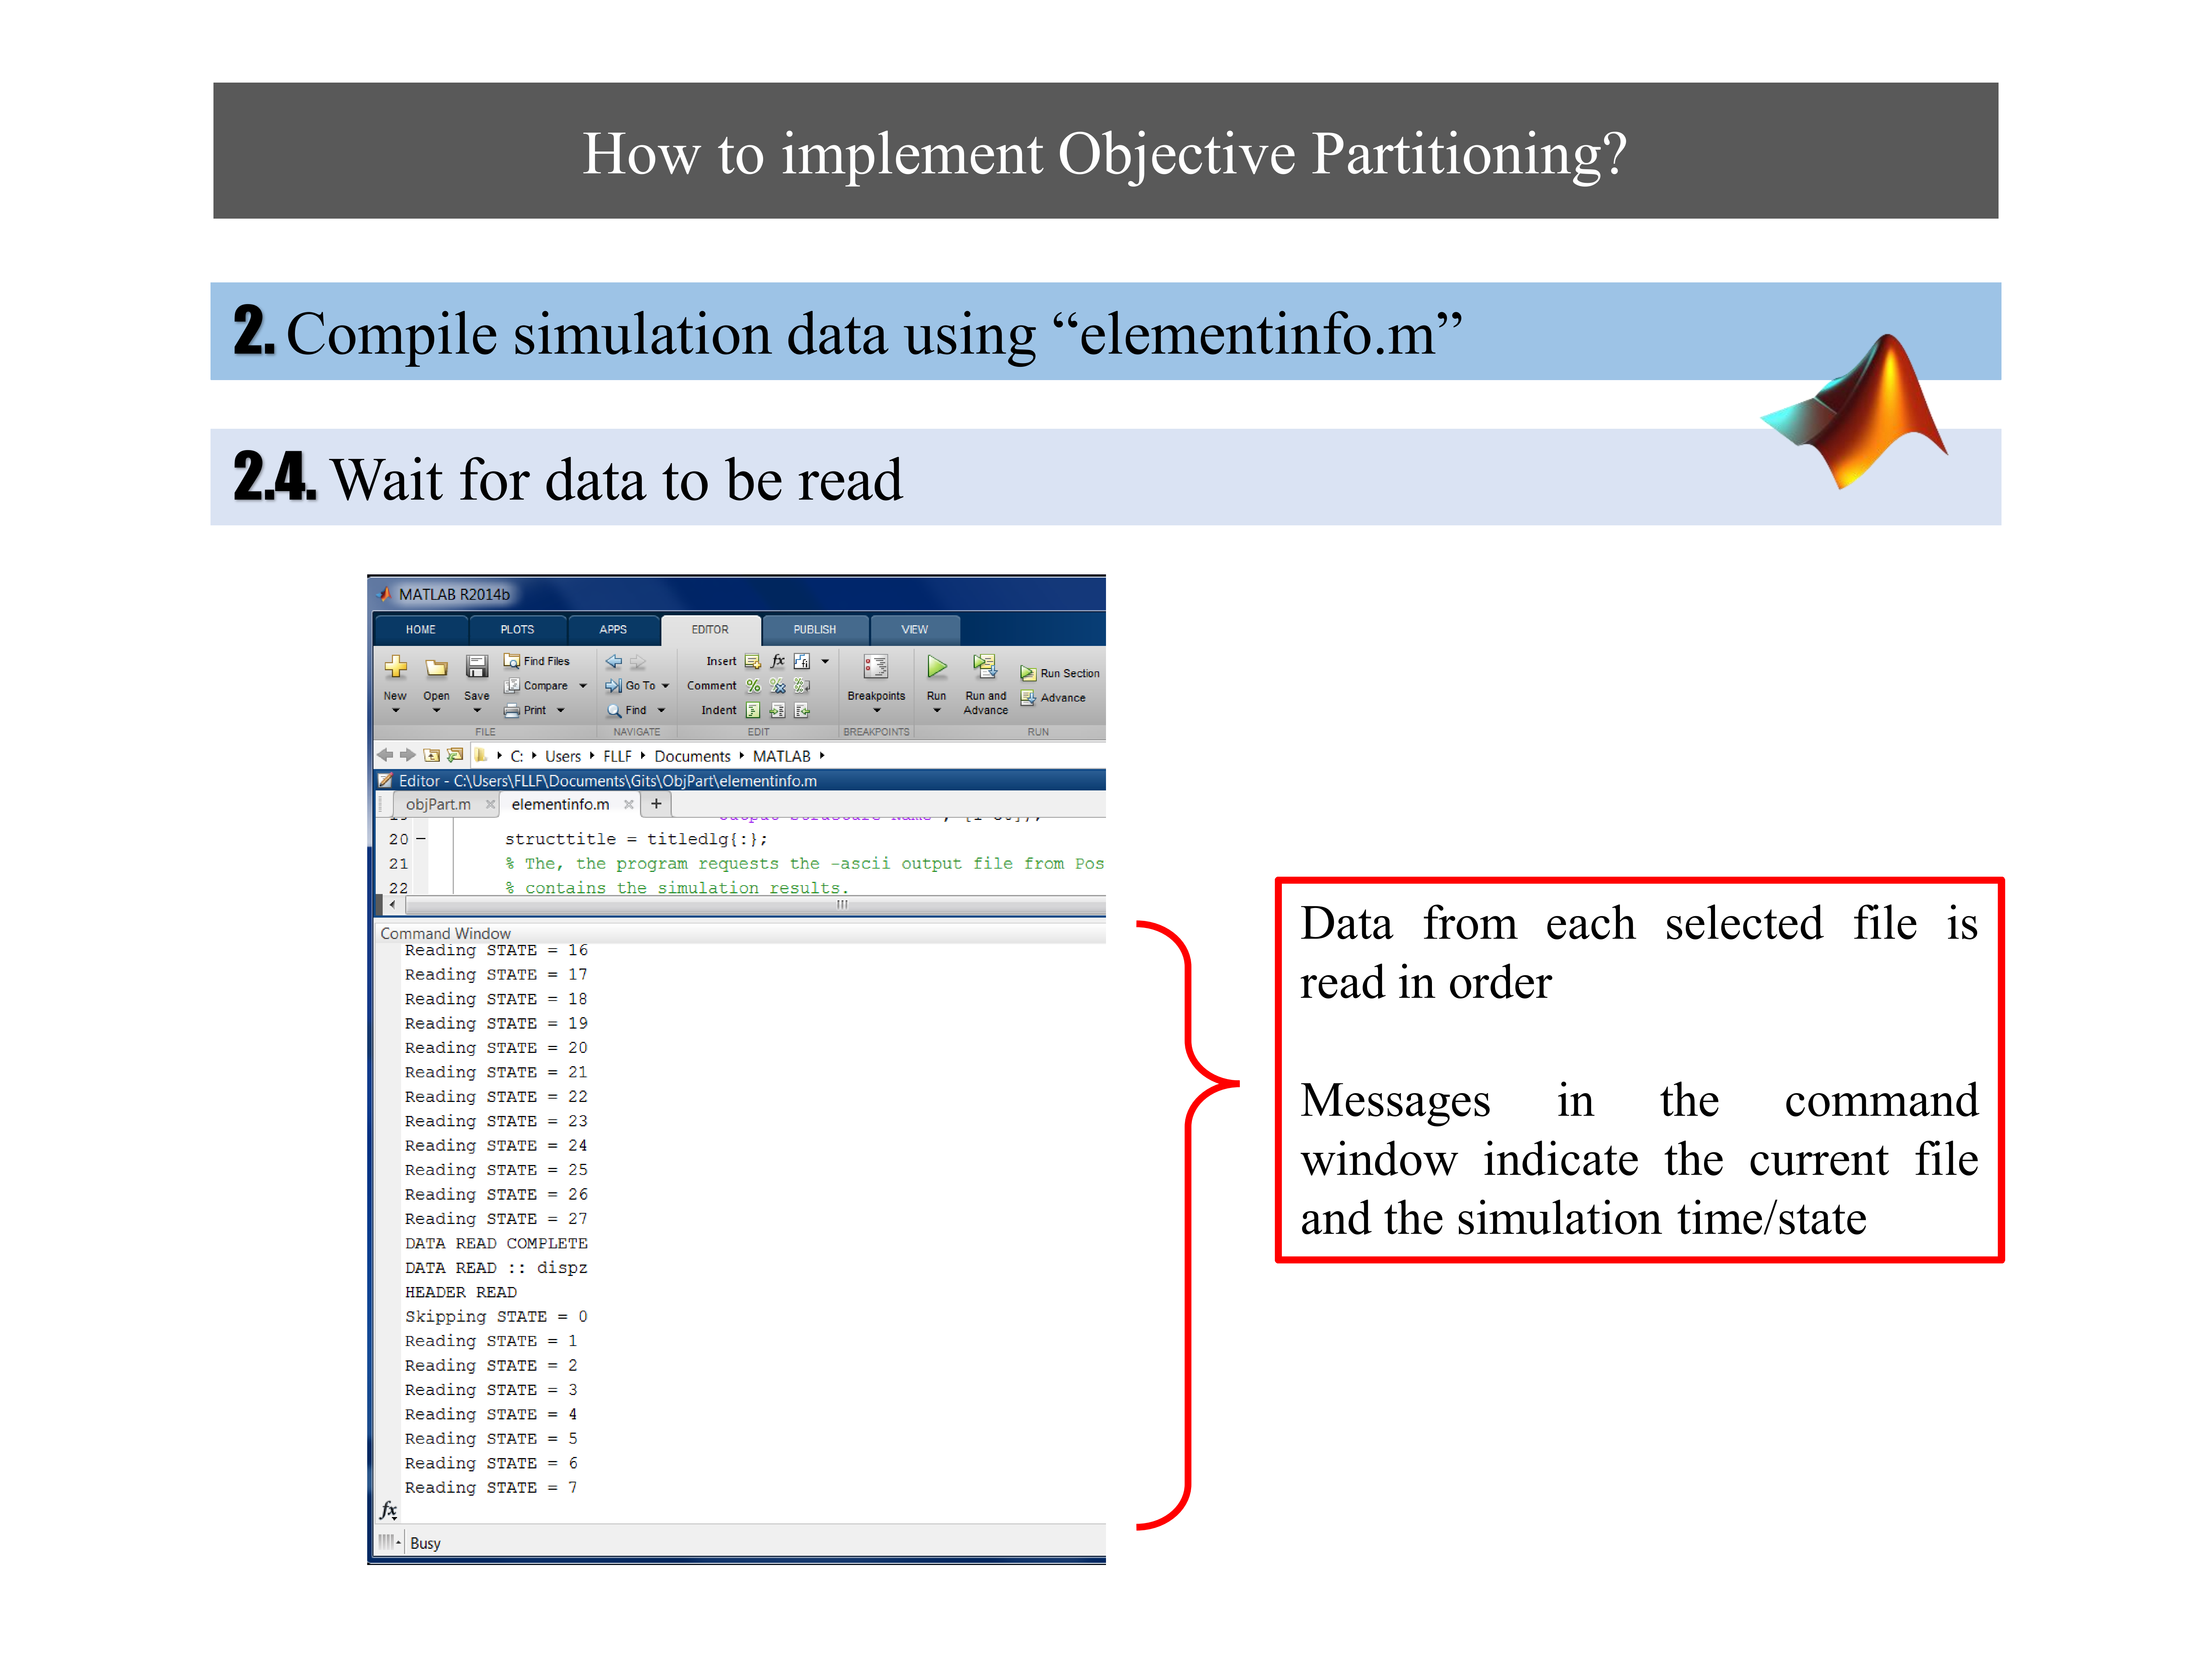 How to implement Objective Partitioning?
2. Compile simulation data using “elementinfo.m”
2.4. Wait for data to be read
MATLAB R2014b
HOME PLOTS APPS EDITOR PUBLISH VIEW
New Open Save Find Files Compare Print
Go To Find
Insert Comment Indent
Breakpoints Run Run and Advance Run Section Advance
FILE NAVIGATE EDIT BREAKPOINTS RUN
C: Users FLLF Documents MATLAB
Editor - C:\Users\FLLF\Documents\Gits\ObjPart\elementinfo.m
objPart.m elementinfo.m +
20 structtitle = titledlg{:};
21 % The, the program requests the -ascii output file from Pos
22 % contains the simulation results.
Command Window
Reading STATE = 16
Reading STATE = 17
Reading STATE = 18
Reading STATE = 19
Reading STATE = 20
Reading STATE = 21
Reading STATE = 22
Reading STATE = 23
Reading STATE = 24
Reading STATE = 25
Reading STATE = 26
Reading STATE = 27
DATA READ COMPLETE
DATA READ :: dispz
HEADER READ
Skipping STATE = 0
Reading STATE = 1
Reading STATE = 2
Reading STATE = 3
Reading STATE = 4
Reading STATE = 5
Reading STATE = 6
Reading STATE = 7
fx
Busy
Data from each selected file is
read in order
Messages in the command
window indicate the current file
and the simulation time/state